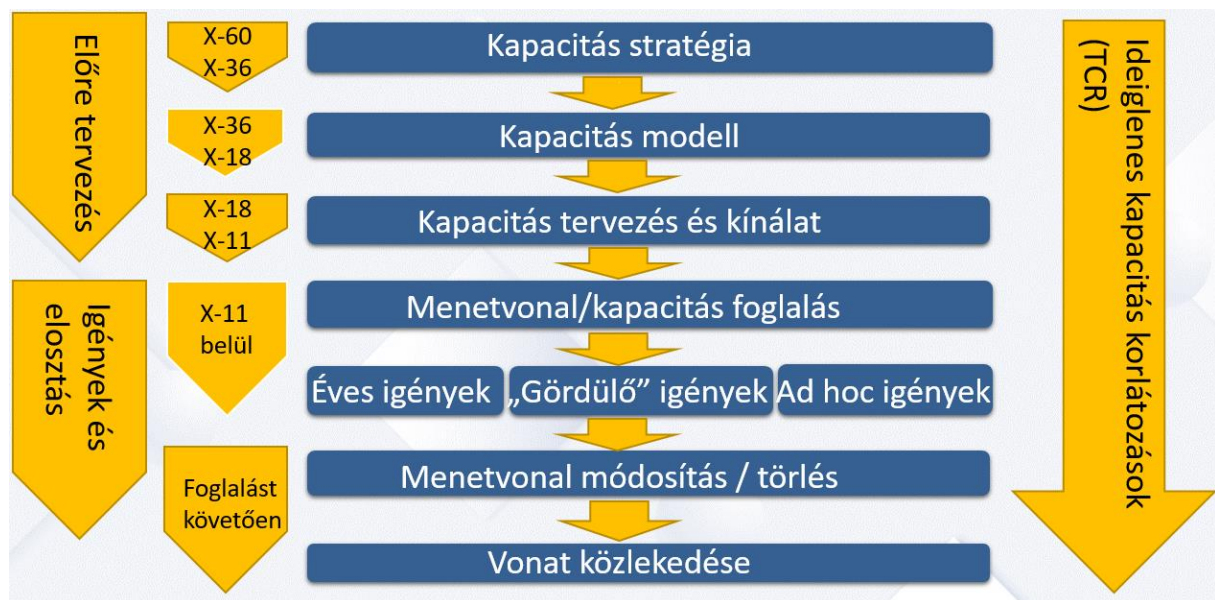 Előre tervezés
X-60
X-36
Kapacitás stratégia
X-36
X-18
Kapacitás modell
X-18
X-11
Kapacitás tervezés és kínálat
Igények és
elosztás
X-11
belül
Menetvonal/kapacitás foglalás
Éves igények
„Gördülő” igények
Ad hoc igények
Foglalást
követően
Menetvonal módosítás / törlés
Vonat közlekedése
Ideiglenes kapacitás korlátozások
(TCR)